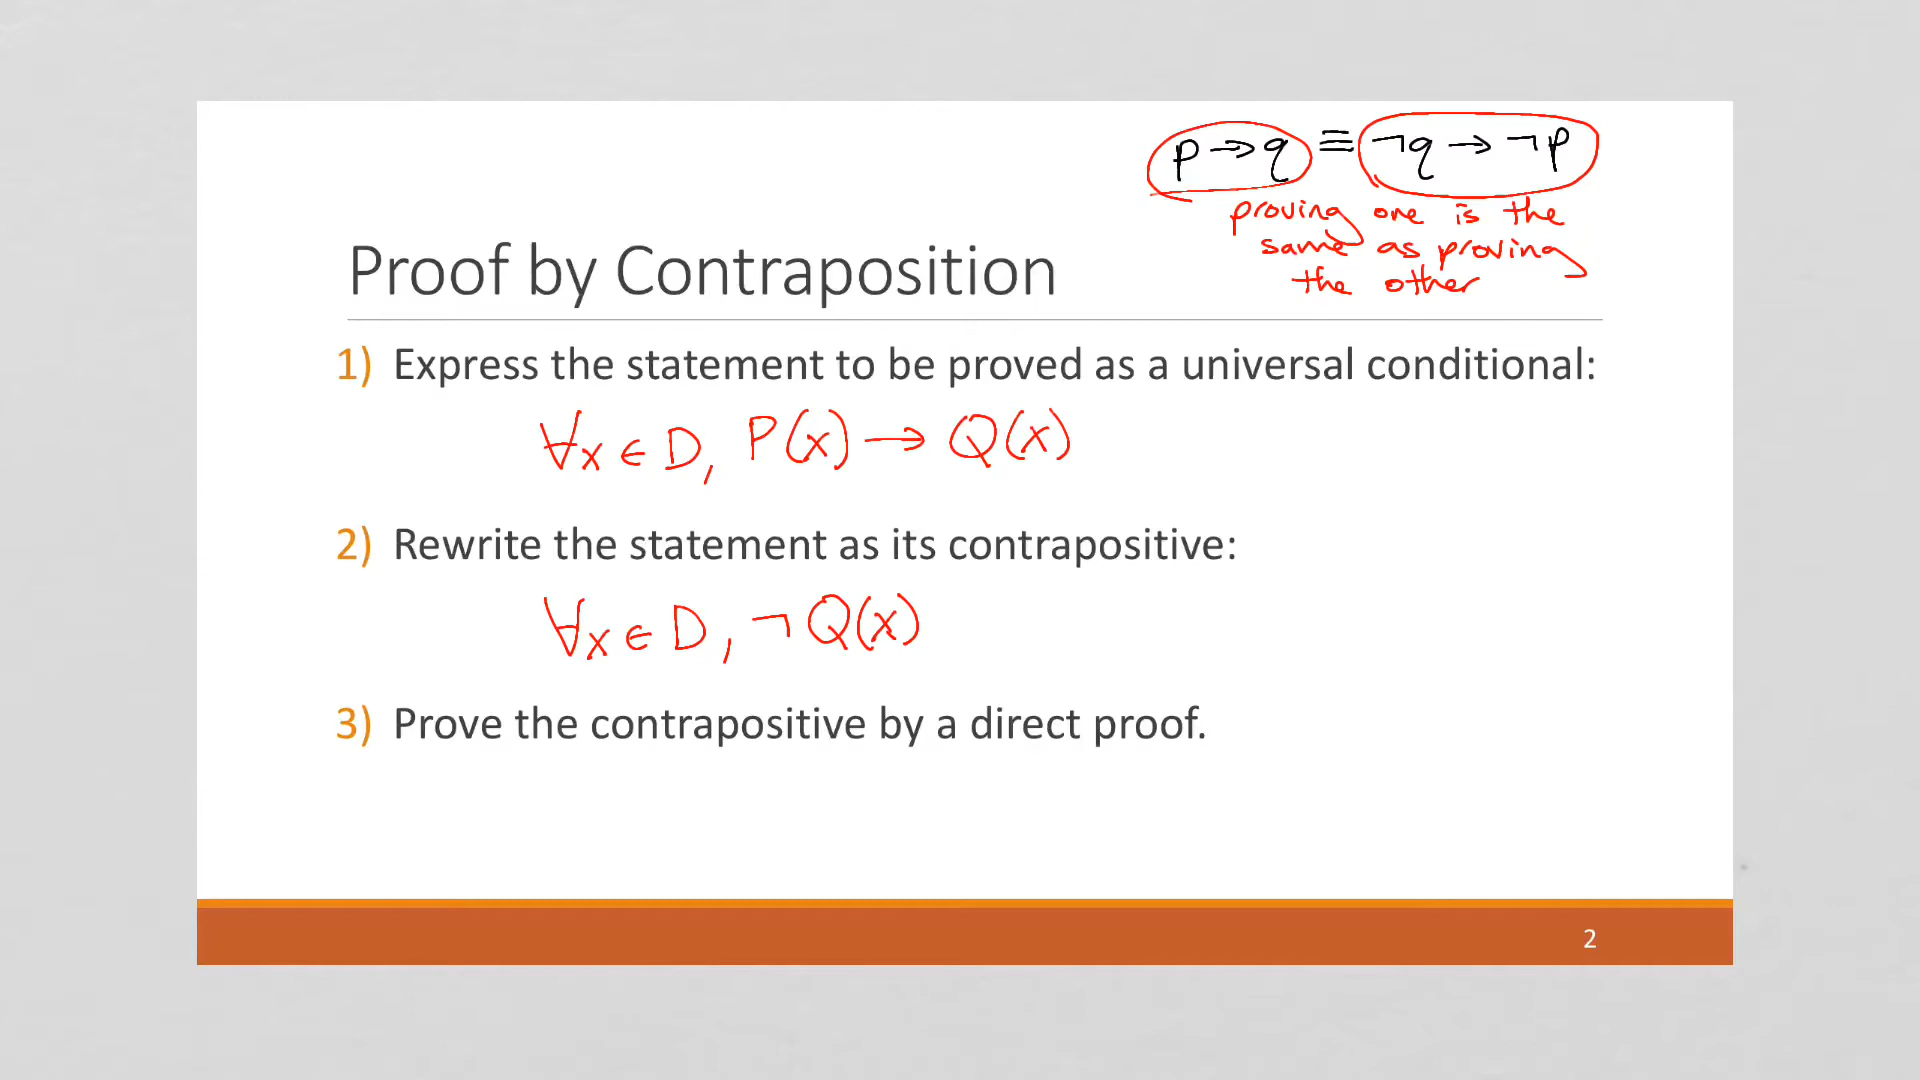 p → q ≡ ¬q → ¬p
proving one is the
same as proving
the other
Proof by Contraposition
1) Express the statement to be proved as a universal conditional:
∀x ∈ D, P(x) → Q(x)
2) Rewrite the statement as its contrapositive:
∀x ∈ D, ¬Q(x)
3) Prove the contrapositive by a direct proof.
2